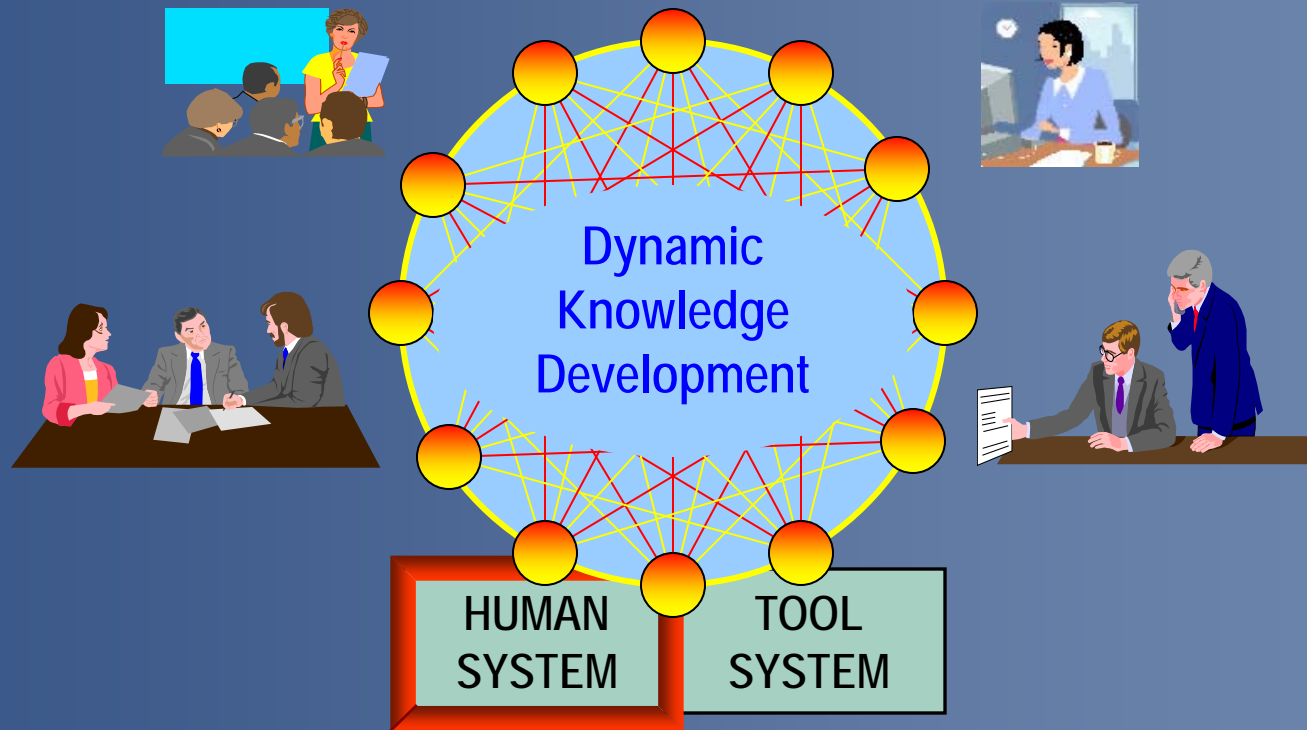 Dynamic
Knowledge
Development
HUMAN
SYSTEM
TOOL
SYSTEM